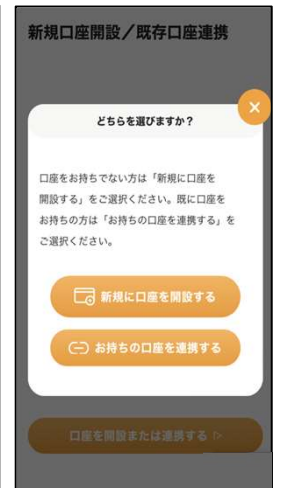 新規口座開設／既存口座連携
どちらを選びますか？
口座をお持ちでない方は「新規に口座を
開設する」をご選択ください。既に口座を
お持ちの方は「お持ちの口座を連携する」を
ご選択ください。
新規に口座を開設する
お持ちの口座を連携する
口座を開設または連携する ▷